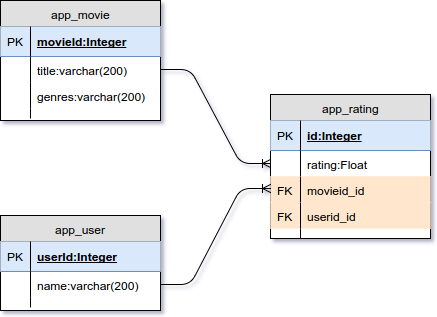 app_movie
PK movieId:Integer
title:varchar(200)
genres:varchar(200)
app_rating
PK id:Integer
rating:Float
FK movieid_id
FK userid_id
app_user
PK userId:Integer
name:varchar(200)